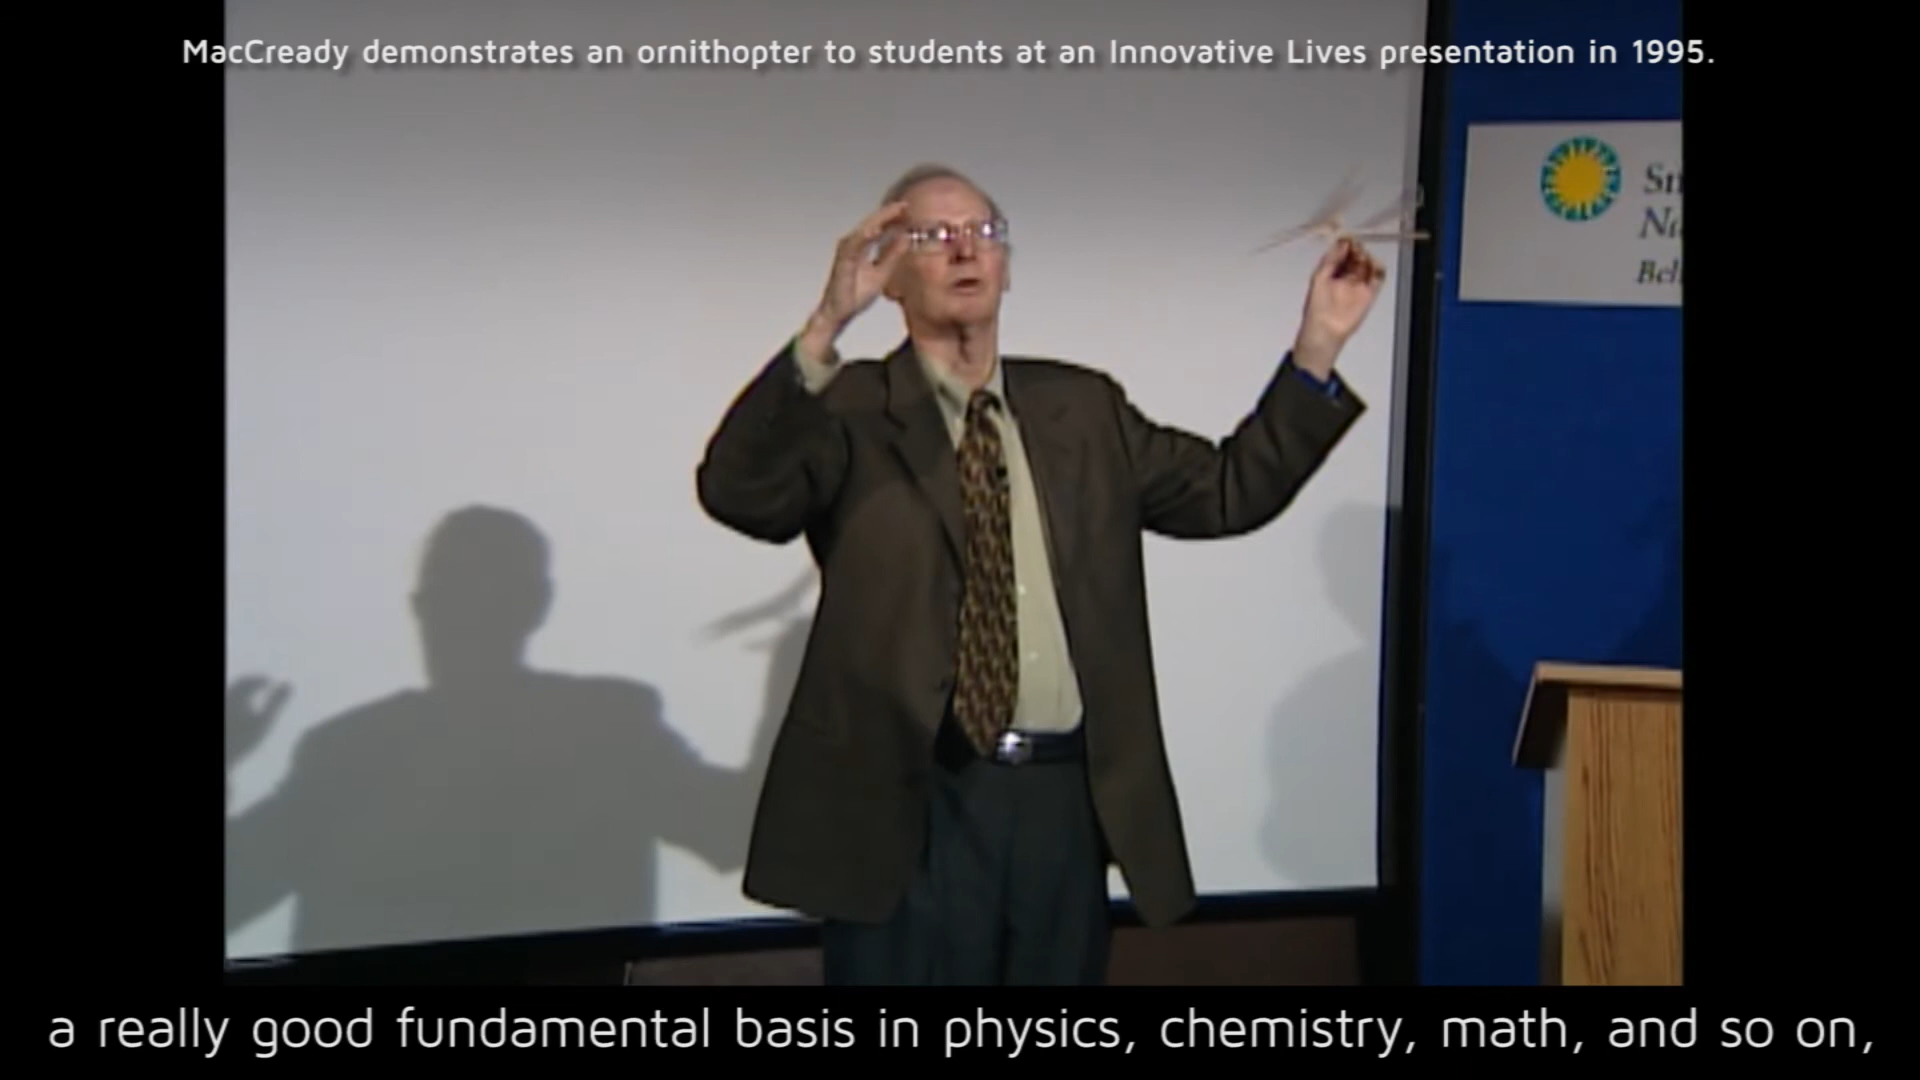 MacCready demonstrates an ornithopter to students at an Innovative Lives presentation in 1995.
a really good fundamental basis in physics, chemistry, math, and so on,